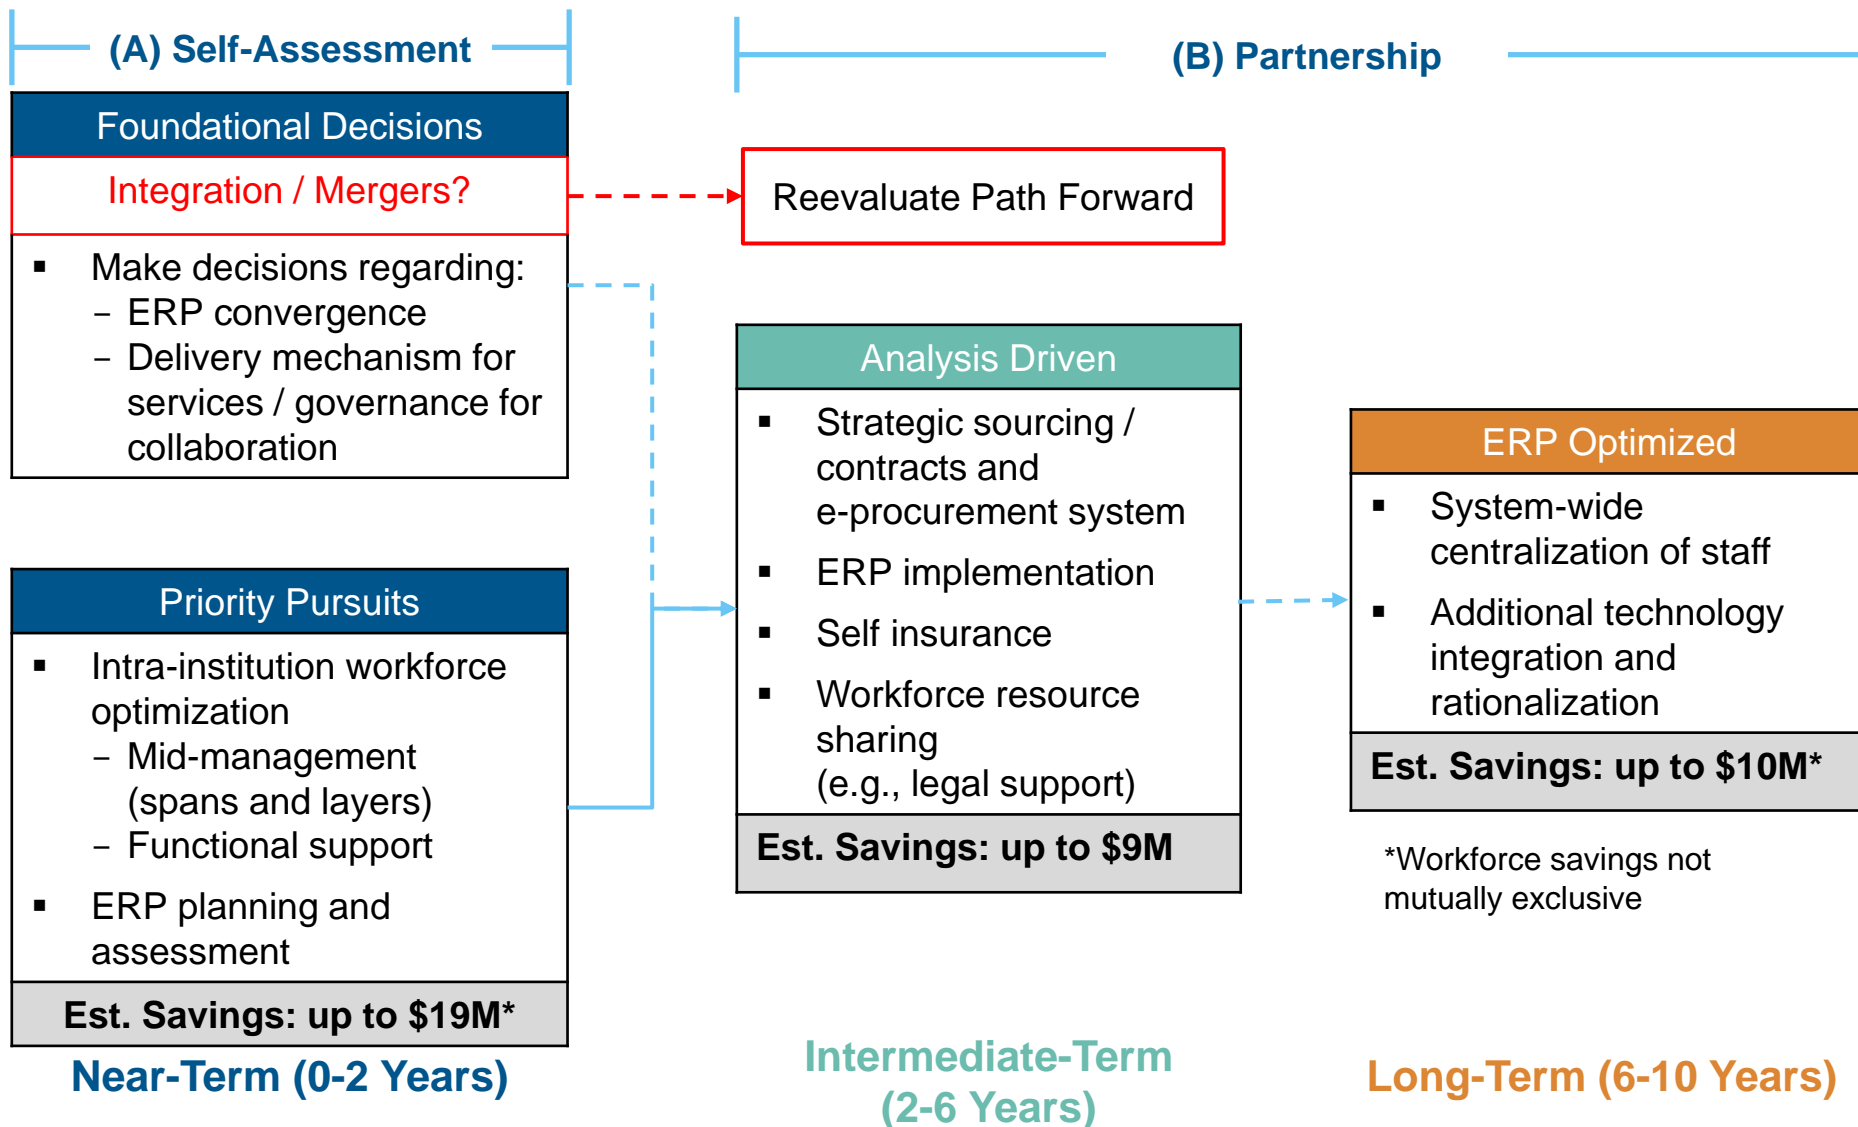 (A) Self-Assessment
(B) Partnership
Foundational Decisions
Integration / Mergers?
▪ Make decisions regarding:
– ERP convergence
– Delivery mechanism for
services / governance for
collaboration
Reevaluate Path Forward
Priority Pursuits
▪ Intra-institution workforce
optimization
– Mid-management
(spans and layers)
– Functional support
▪ ERP planning and
assessment
Est. Savings: up to $19M*
Near-Term (0-2 Years)
Analysis Driven
▪ Strategic sourcing /
contracts and
e-procurement system
▪ ERP implementation
▪ Self insurance
▪ Workforce resource
sharing
(e.g., legal support)
Est. Savings: up to $9M
Intermediate-Term
(2-6 Years)
ERP Optimized
▪ System-wide
centralization of staff
▪ Additional technology
integration and
rationalization
Est. Savings: up to $10M*
*Workforce savings not
mutually exclusive
Long-Term (6-10 Years)